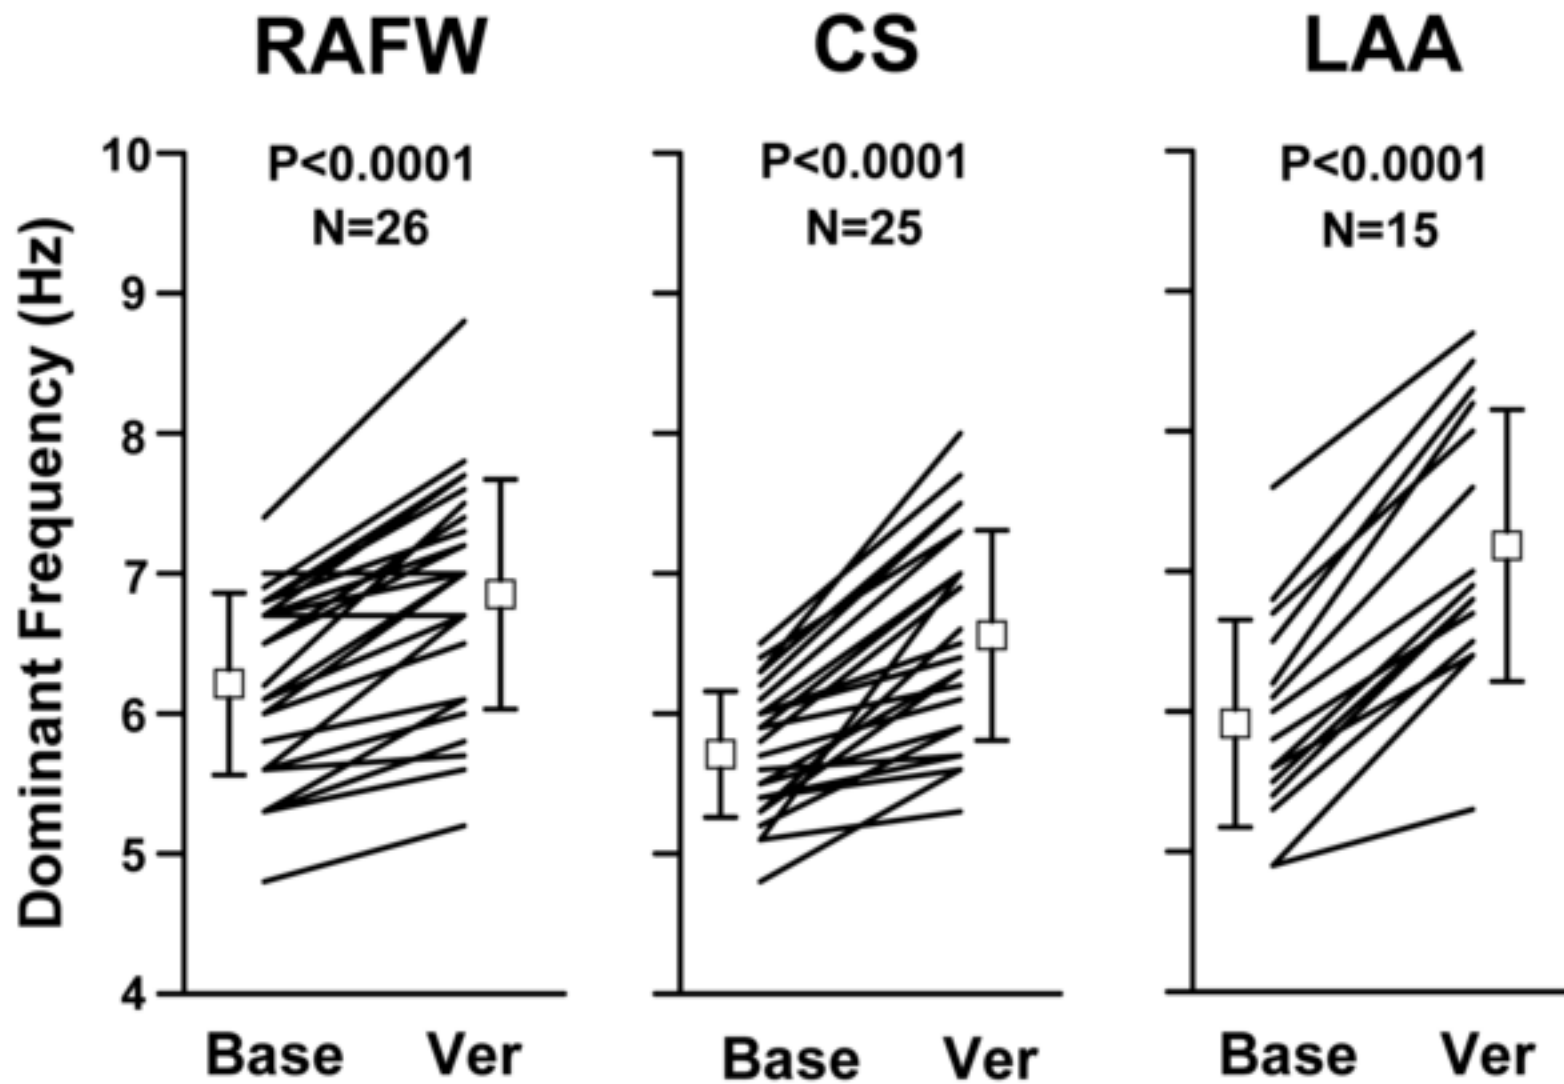 RAFW CS LAA
P<0.0001 P<0.0001 P<0.0001
N=26 N=25 N=15
Dominant Frequency (Hz)
10
9
8
7
6
5
4
Base Ver Base Ver Base Ver